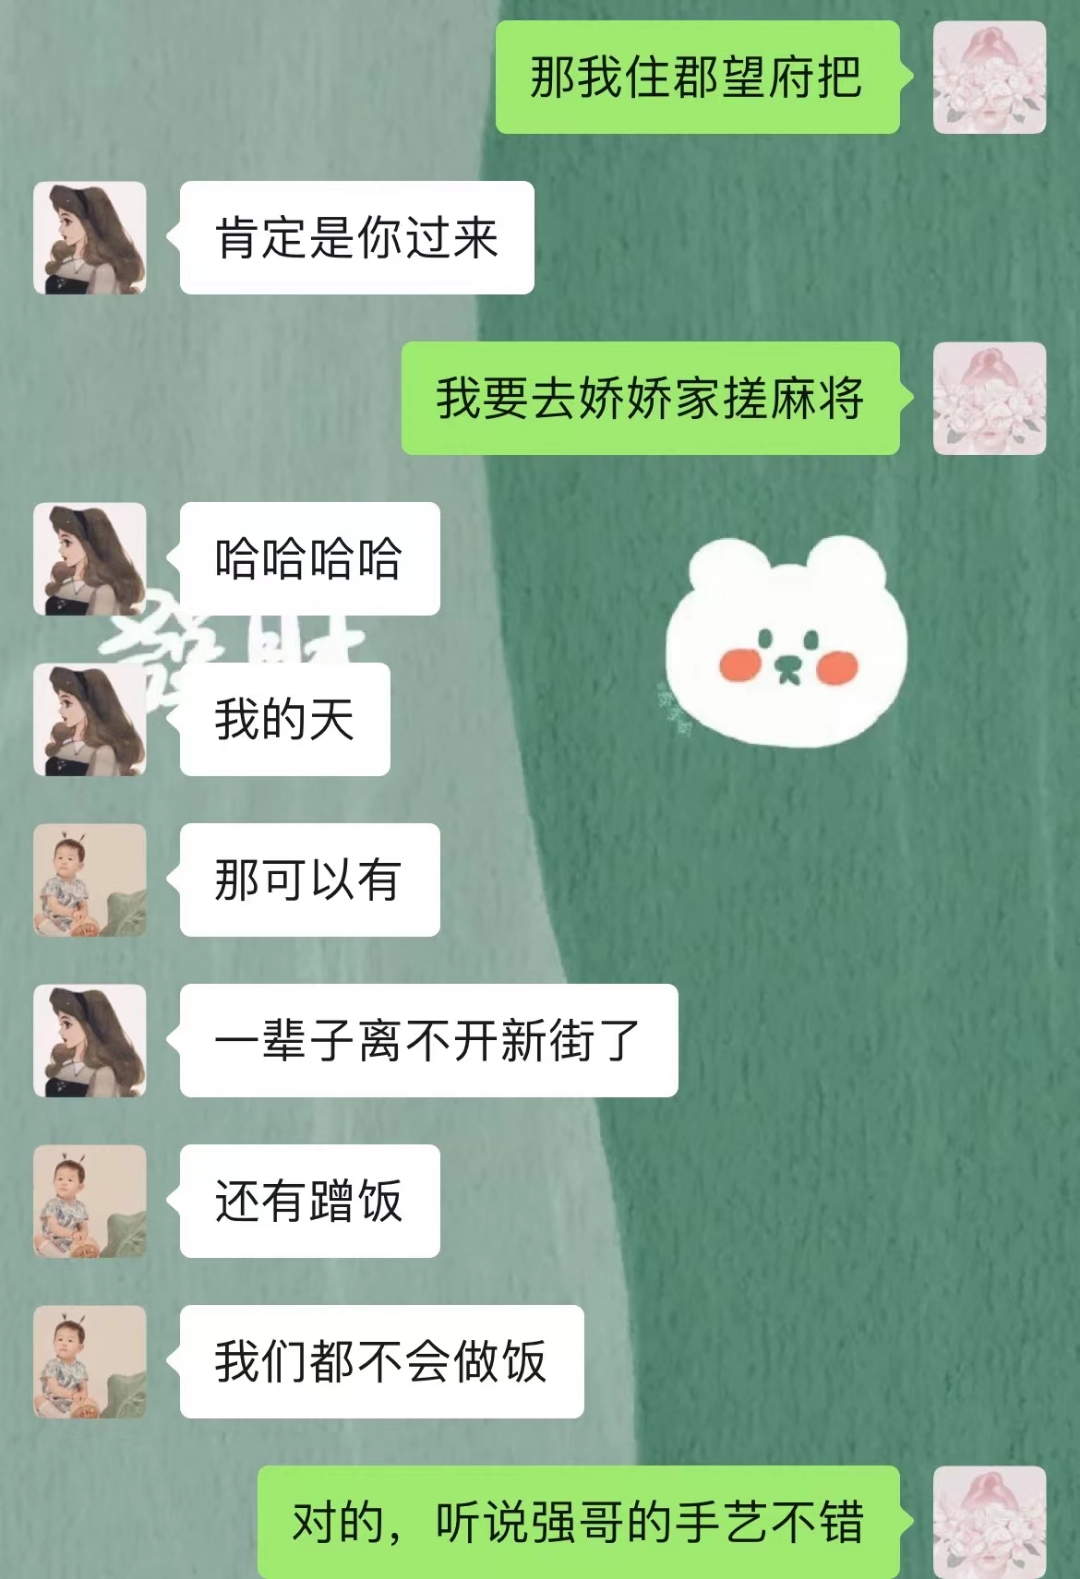 那我住郡望府把
肯定是你过来
我要去娇娇家搓麻将
哈哈哈哈
發財
我的天
那可以有
一辈子离不开新街了
还有蹭饭
我们都不会做饭
对的，听说强哥的手艺不错